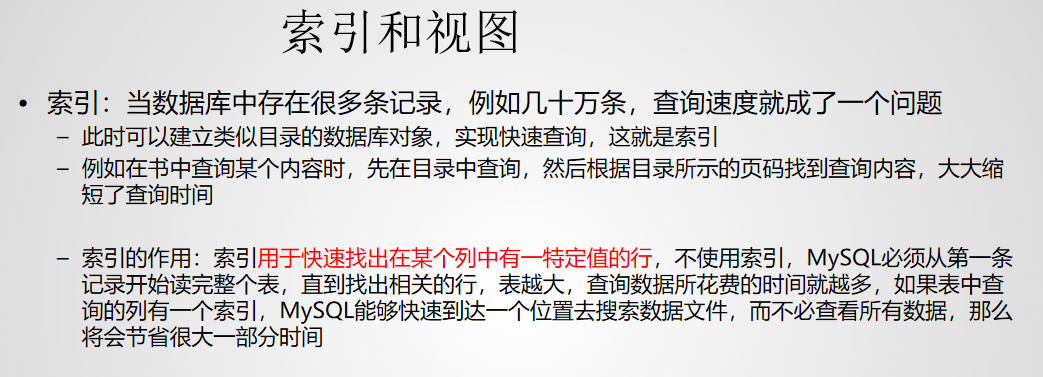 索引和视图
• 索引：当数据库中存在很多条记录，例如几十万条，查询速度就成了一个问题
– 此时可以建立类似目录的数据库对象，实现快速查询，这就是索引
– 例如在书中查询某个内容时，先在目录中查询，然后根据目录所示的页码找到查询内容，大大缩
短了查询时间
– 索引的作用：索引用于快速找出在某个列中有一特定值的行，不使用索引，MySQL必须从第一条
记录开始读完整个表，直到找出相关的行，表越大，查询数据所花费的时间就越多，如果表中查
询的列有一个索引，MySQL能够快速到达一个位置去搜索数据文件，而不必查看所有数据，那么
将会节省很大一部分时间